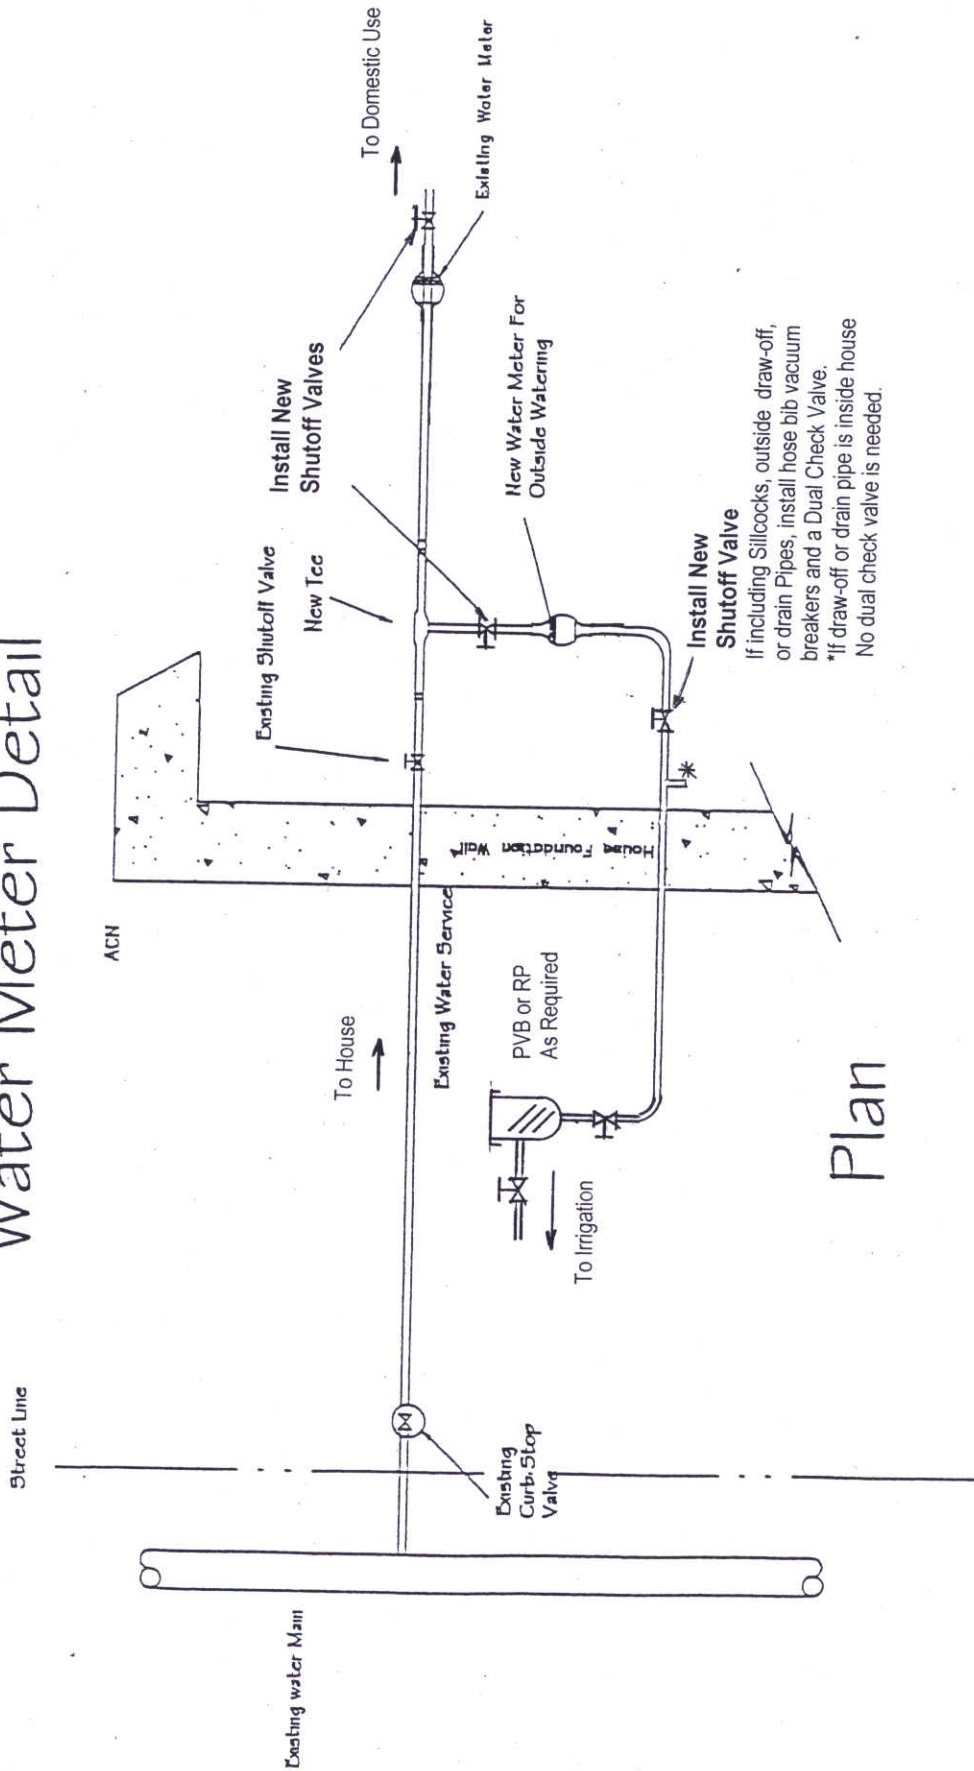 Water Meter Detail
Street Line
ACN
Existing water Main
Existing
Curb Stop
Valve
To House
Existing Water Service
House Foundation Wall
PVB or RP
As Required
To Irrigation
Existing Shutoff Valve
New Tee
Install New
Shutoff Valves
To Domestic Use
Existing Water Meter
New Water Meter For
Outside Watering
Install New
Shutoff Valve
If including Sillcocks, outside draw-off,
or drain Pipes, install hose bib vacuum
breakers and a Dual Check Valve.
*If draw-off or drain pipe is inside house
No dual check valve is needed.
*
Plan